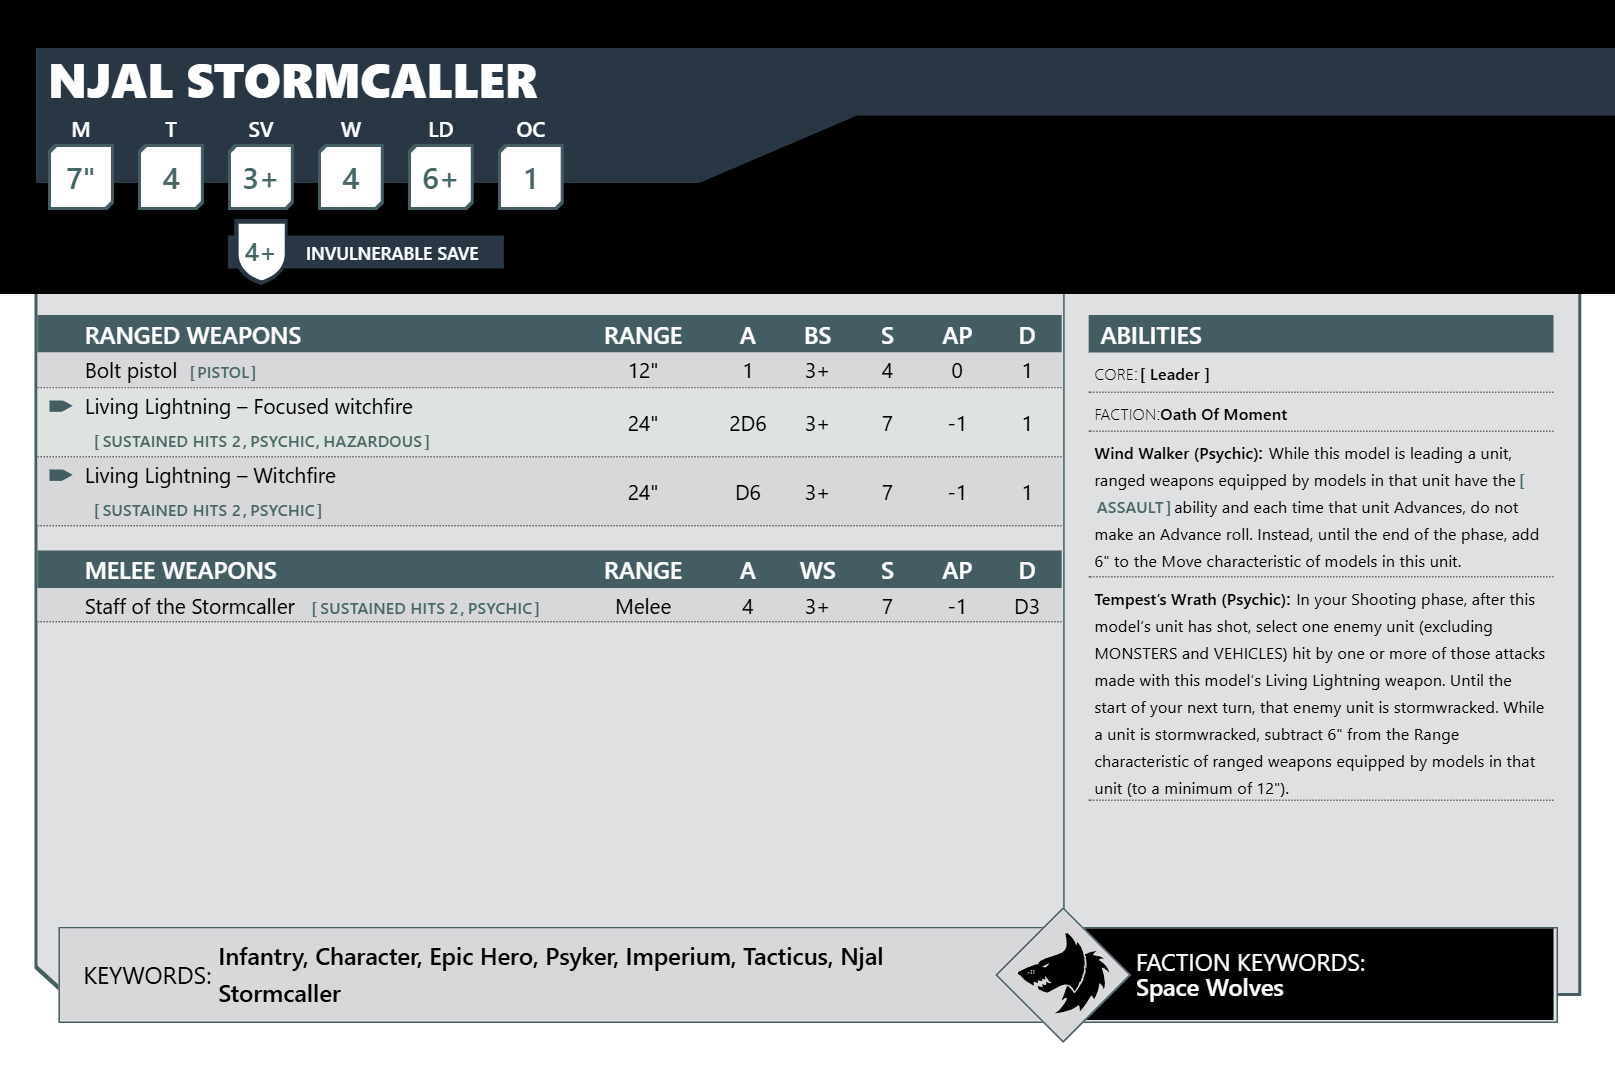 NJAL STORMCALLER
M T SV W LD OC
7" 4 3+ 4 6+ 1
4+ INVULNERABLE SAVE
RANGED WEAPONS RANGE A BS S AP D
Bolt pistol [PISTOL] 12" 1 3+ 4 0 1
Living Lightning – Focused witchfire
[SUSTAINED HITS 2, PSYCHIC, HAZARDOUS] 24" 2D6 3+ 7 -1 1
Living Lightning – Witchfire
[SUSTAINED HITS 2, PSYCHIC] 24" D6 3+ 7 -1 1
MELEE WEAPONS RANGE A WS S AP D
Staff of the Stormcaller [SUSTAINED HITS 2, PSYCHIC] Melee 4 3+ 7 -1 D3
ABILITIES
CORE: [ Leader ]
FACTION:Oath Of Moment
Wind Walker (Psychic): While this model is leading a unit,
ranged weapons equipped by models in that unit have the [
ASSAULT] ability and each time that unit Advances, do not
make an Advance roll. Instead, until the end of the phase, add
6" to the Move characteristic of models in this unit.
Tempest’s Wrath (Psychic): In your Shooting phase, after this
model’s unit has shot, select one enemy unit (excluding
MONSTERS and VEHICLES) hit by one or more of those attacks
made with this model’s Living Lightning weapon. Until the
start of your next turn, that enemy unit is stormwracked. While
a unit is stormwracked, subtract 6" from the Range
characteristic of ranged weapons equipped by models in that
unit (to a minimum of 12").
KEYWORDS: Infantry, Character, Epic Hero, Psyker, Imperium, Tacticus, Njal
Stormcaller
FACTION KEYWORDS:
Space Wolves